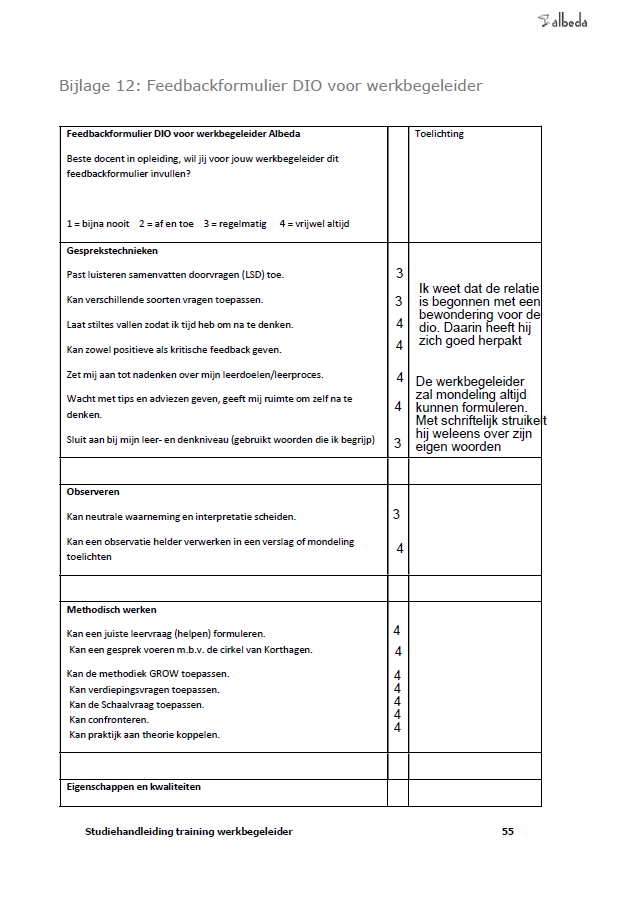 albeda
Bijlage 12: Feedbackformulier DIO voor werkbegeleider
Feedbackformulier DIO voor werkbegeleider Albeda
Toelichting
Beste docent in opleiding, wil jij voor jouw werkbegeleider dit
feedbackformulier invullen?
1 = bijna nooit 2 = af en toe 3 = regelmatig 4 = vrijwel altijd
Gesprekstechnieken
Past luisteren samenvatten doorvragen (LSD) toe. 3
Kan verschillende soorten vragen toepassen. 3
Laat stiltes vallen zodat ik tijd heb om na te denken. 4
Kan zowel positieve als kritische feedback geven. 4
Zet mij aan tot nadenken over mijn leerdoelen/leerproces. 4
Wacht met tips en adviezen geven, geeft mij ruimte om zelf na te
denken. 4
Sluit aan bij mijn leer- en denkniveau (gebruikt woorden die ik begrijp) 3
Ik weet dat de relatie
is begonnen met een
bewondering voor de
dio. Daarin heeft hij
zich goed herpakt
De werkbegeleider
zal mondeling altijd
kunnen formuleren.
Met schriftelijk struikelt
hij weleens over zijn
eigen woorden
Observeren
Kan neutrale waarneming en interpretatie scheiden. 3
Kan een observatie helder verwerken in een verslag of mondeling
toelichten 4
Methodisch werken
Kan een juiste leervraag (helpen) formuleren. 4
Kan een gesprek voeren m.b.v. de cirkel van Korthagen. 4
Kan de methodiek GROW toepassen. 4
Kan verdiepingsvragen toepassen. 4
Kan de Schaalvraag toepassen. 4
Kan confronteren. 4
Kan praktijk aan theorie koppelen. 4
Eigenschappen en kwaliteiten
Studiehandleiding training werkbegeleider 55